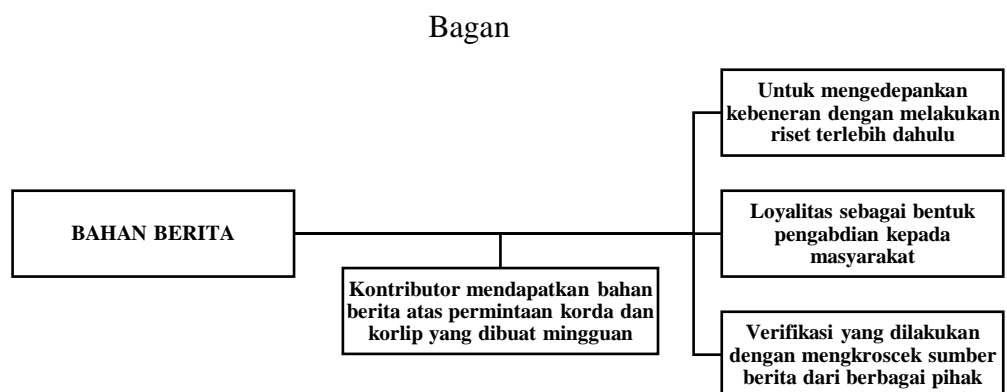 Bagan
Untuk mengedepankan
kebeneran dengan melakukan
riset terlebih dahulu
BAHAN BERITA
Loyalitas sebagai bentuk
pengabdian kepada
masyarakat
Kontributor mendapatkan bahan
berita atas permintaan korda dan
korlip yang dibuat mingguan
Verifikasi yang dilakukan
dengan mengkroscek sumber
berita dari berbagai pihak